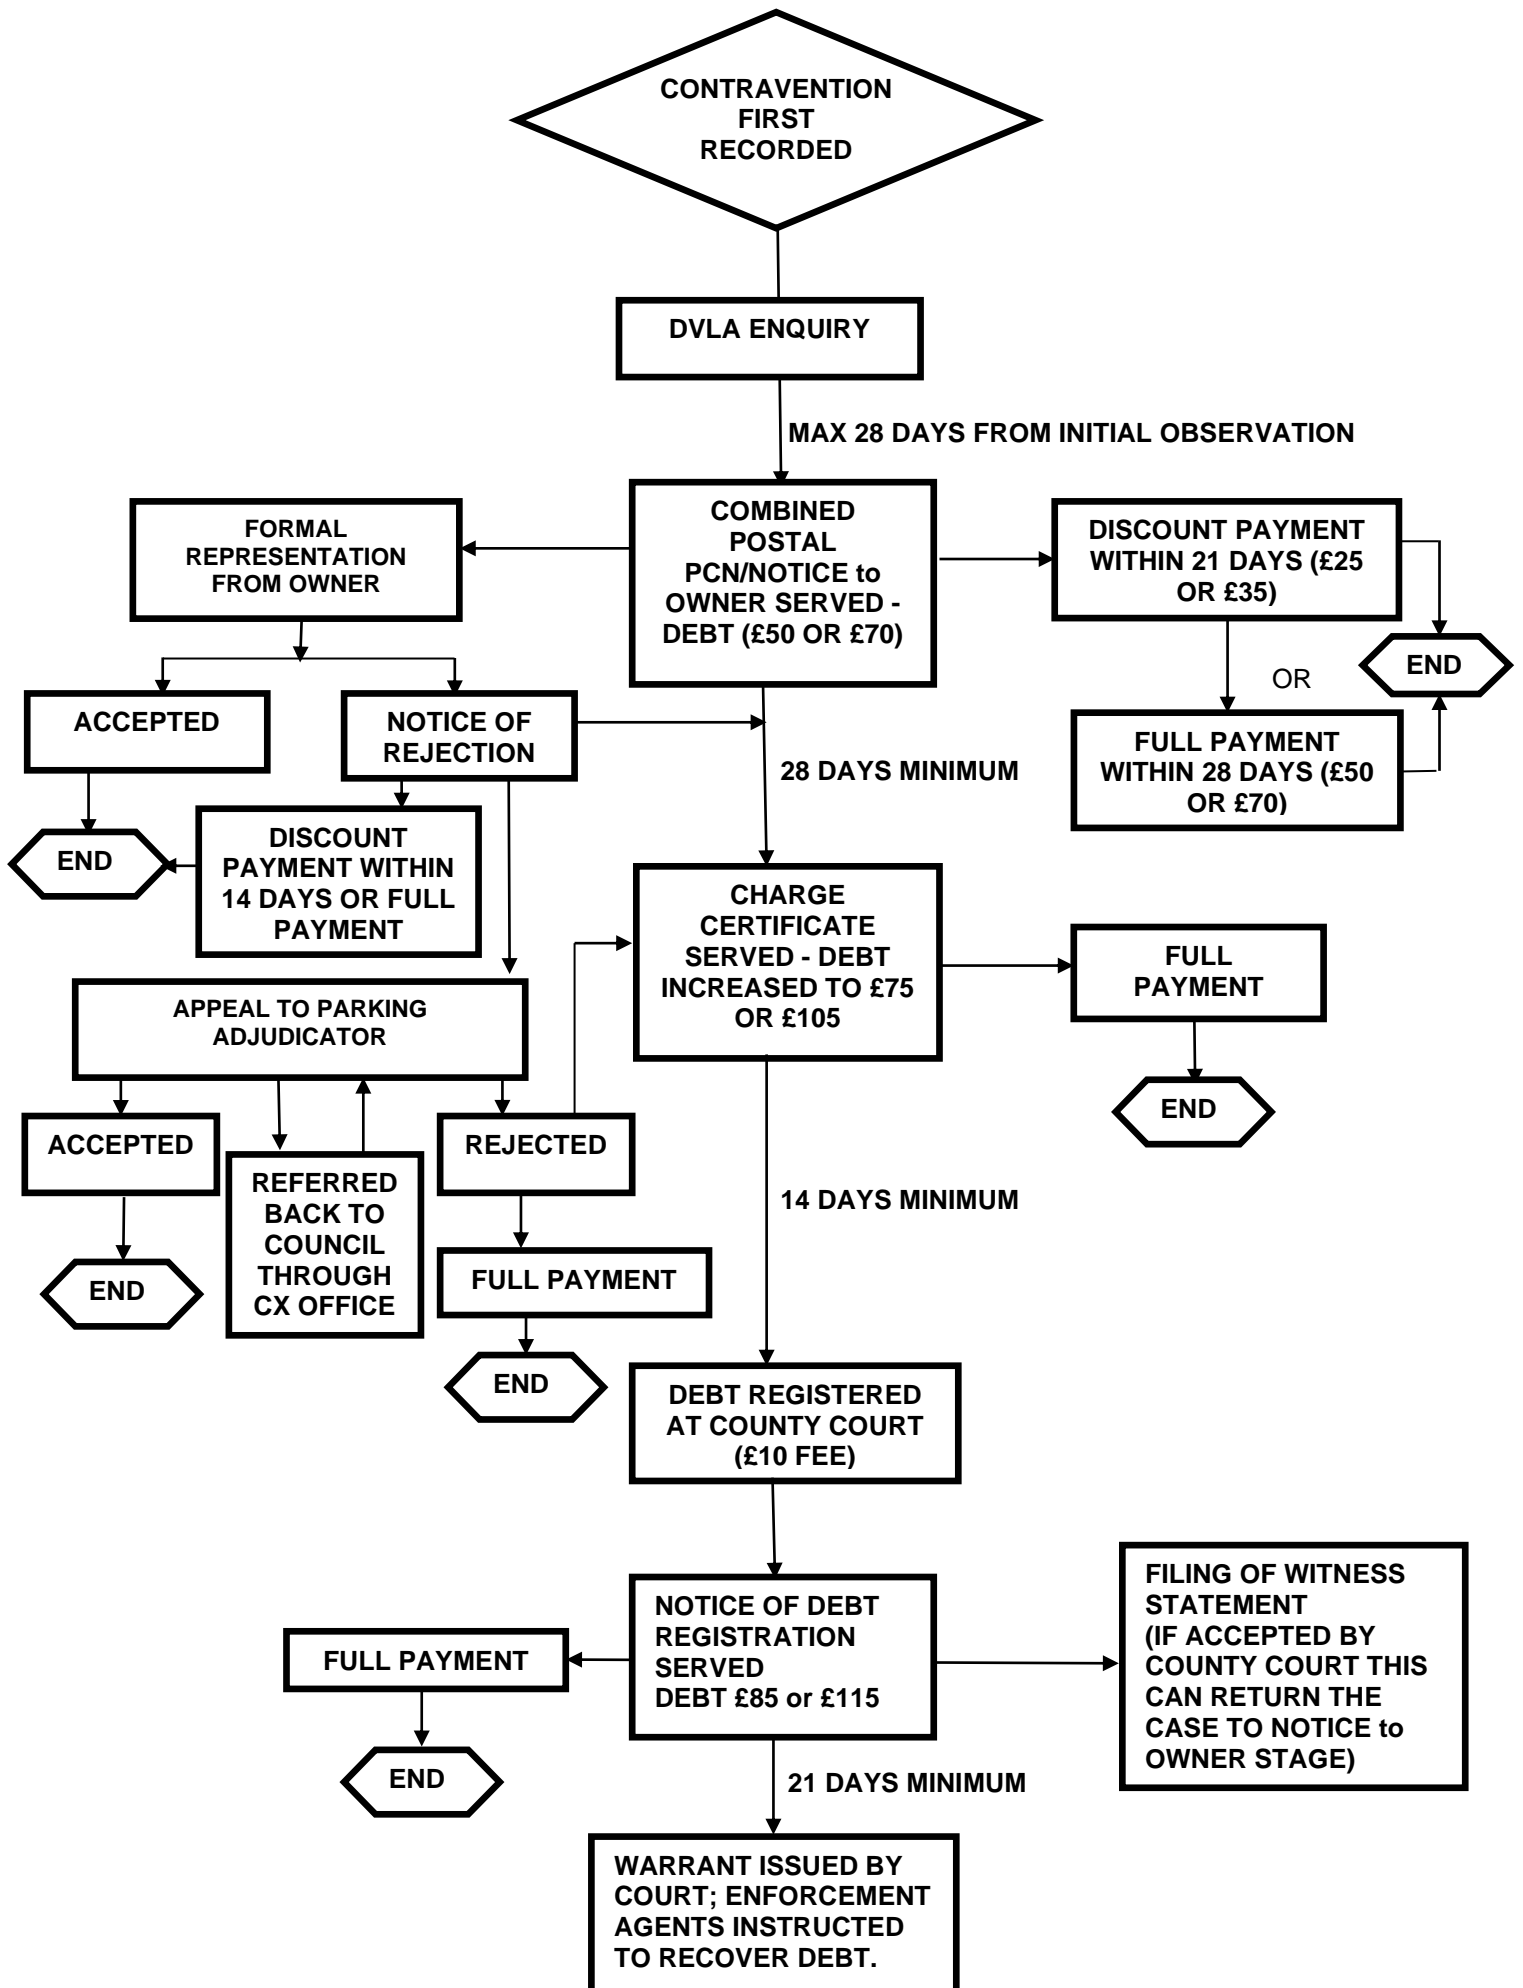 CONTRAVENTION
FIRST
RECORDED
DVLA ENQUIRY
MAX 28 DAYS FROM INITIAL OBSERVATION
FORMAL
REPRESENTATION
FROM OWNER
COMBINED
POSTAL
PCN/NOTICE to
OWNER SERVED -
DEBT (£50 OR £70)
DISCOUNT PAYMENT
WITHIN 21 DAYS (£25
OR £35)
END
OR
ACCEPTED
NOTICE OF
REJECTION
FULL PAYMENT
WITHIN 28 DAYS (£50
OR £70)
28 DAYS MINIMUM
END
DISCOUNT
PAYMENT WITHIN
14 DAYS OR FULL
PAYMENT
CHARGE
CERTIFICATE
SERVED - DEBT
INCREASED TO £75
OR £105
FULL
PAYMENT
END
APPEAL TO PARKING
ADJUDICATOR
ACCEPTED
REFERRED
BACK TO
COUNCIL
THROUGH
CX OFFICE
REJECTED
14 DAYS MINIMUM
END
FULL PAYMENT
END
DEBT REGISTERED
AT COUNTY COURT
(£10 FEE)
NOTICE OF DEBT
REGISTRATION
SERVED
DEBT £85 or £115
FULL PAYMENT
END
FILING OF WITNESS
STATEMENT
(IF ACCEPTED BY
COUNTY COURT THIS
CAN RETURN THE
CASE TO NOTICE to
OWNER STAGE)
21 DAYS MINIMUM
WARRANT ISSUED BY
COURT; ENFORCEMENT
AGENTS INSTRUCTED
TO RECOVER DEBT.